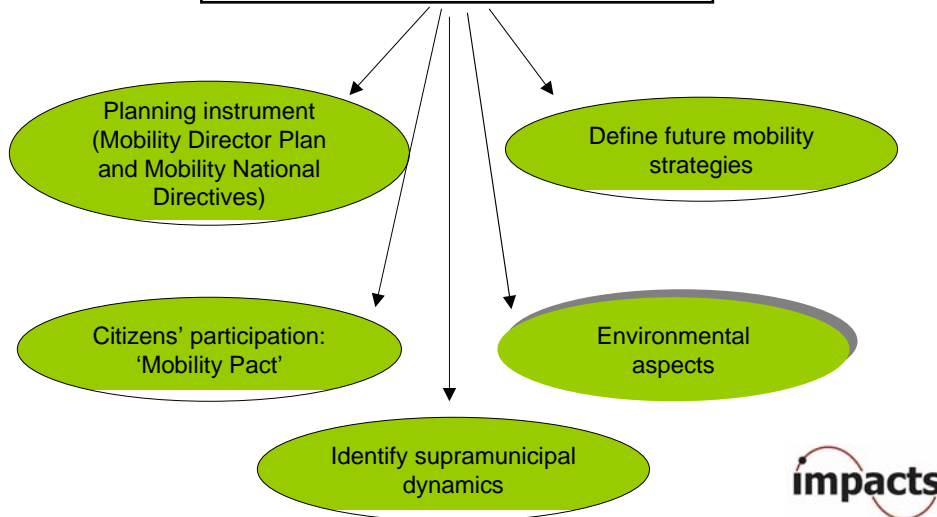 Planning instrument
(Mobility Director Plan
and Mobility National
Directives)
Define future mobility
strategies
Citizens’ participation:
‘Mobility Pact’
Environmental
aspects
Identify supramunicipal
dynamics
impacts